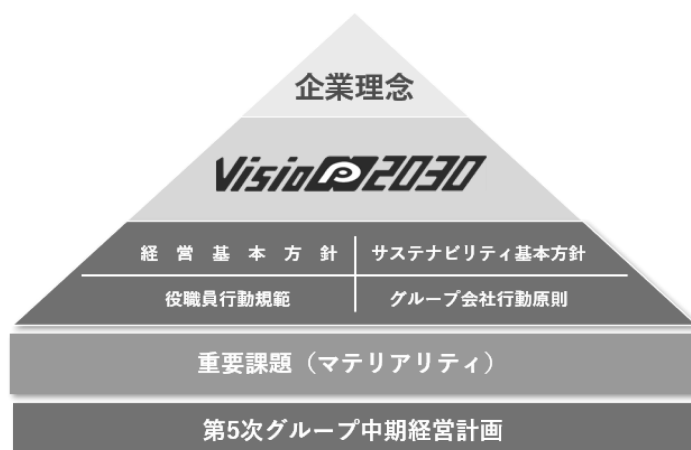 企業理念
Vision2030
経営基本方針
サステナビリティ基本方針
役職員行動規範
グループ会社行動原則
重要課題（マテリアリティ）
第5次グループ中期経営計画